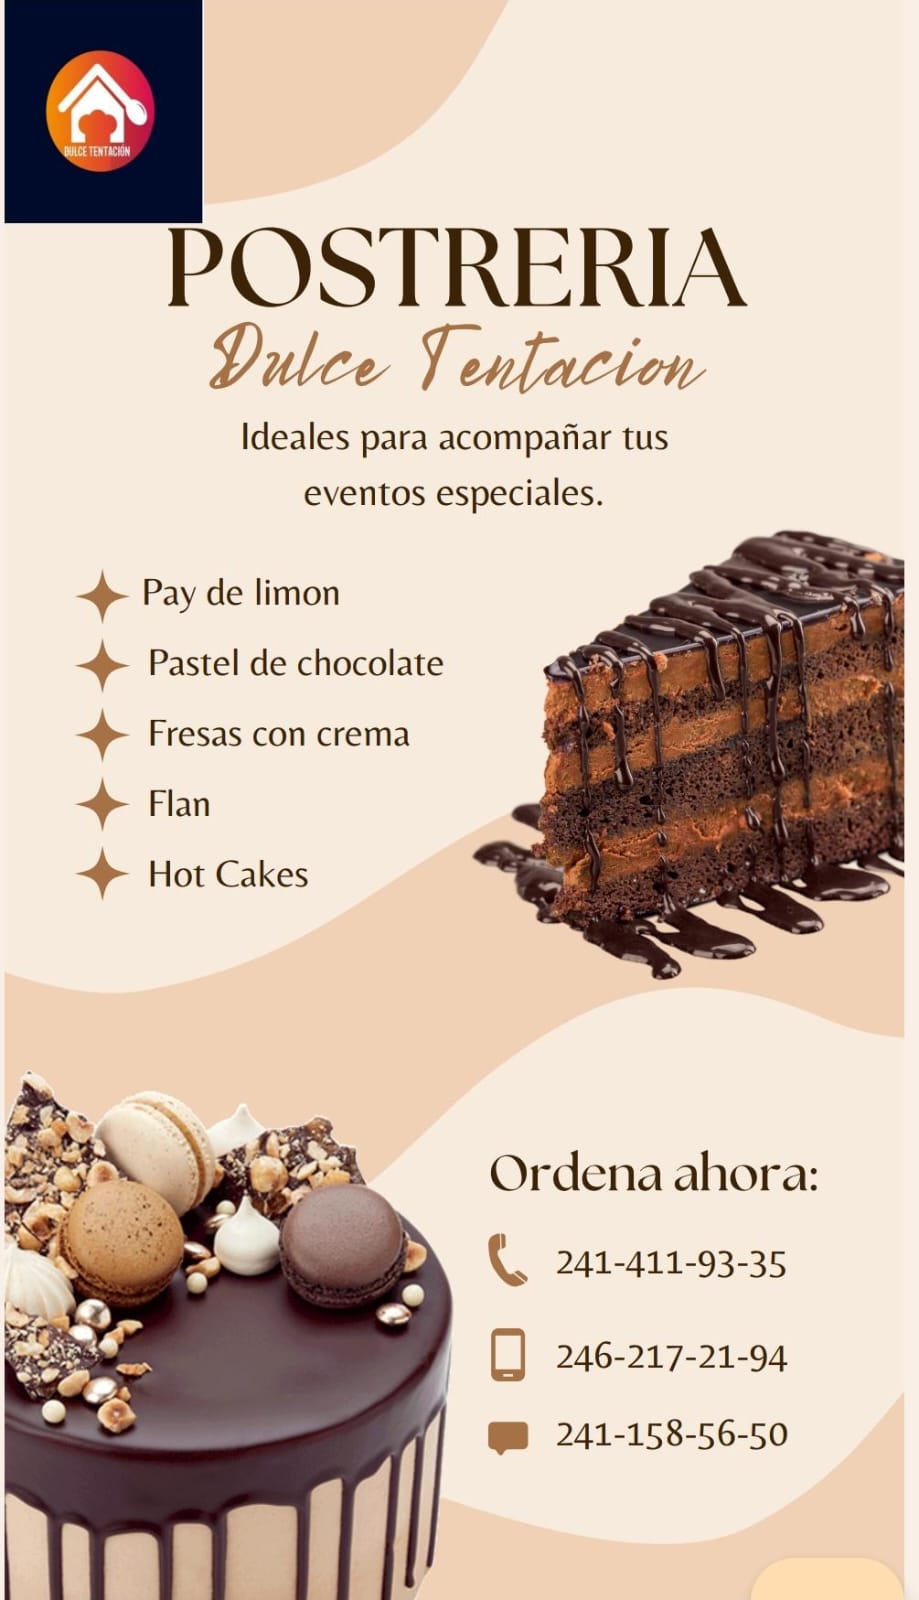 DULCE TENTACIÓN
POSTRERIA
Dulce Tentacion
Ideales para acompañar tus
eventos especiales.
Pay de limon
Pastel de chocolate
Fresas con crema
Flan
Hot Cakes
Ordena ahora:
241-411-93-35
246-217-21-94
241-158-56-50